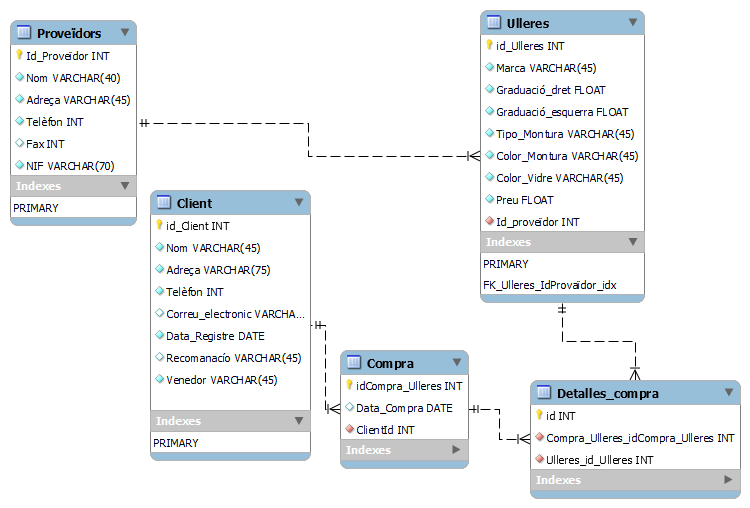 Proveïdors
Id_Proveïdor INT
Nom VARCHAR(40)
Adreça VARCHAR(45)
Telèfon INT
Fax INT
NIF VARCHAR(70)
Indexes
PRIMARY
Ulleres
id_Ulleres INT
Marca VARCHAR(45)
Graduació_dret FLOAT
Graduació_esquerra FLOAT
Tipo_Montura VARCHAR(45)
Color_Montura VARCHAR(45)
Color_Vidre VARCHAR(45)
Preu FLOAT
Id_proveïdor INT
Indexes
PRIMARY
FK_Ulleres_IdProvaïdor_idx
Client
id_Client INT
Nom VARCHAR(45)
Adreça VARCHAR(75)
Telèfon INT
Correu_electronic VARCHA...
Data_Registre DATE
Recomanacío VARCHAR(45)
Venedor VARCHAR(45)
Indexes
PRIMARY
Compra
idCompra_Ulleres INT
Data_Compra DATE
ClientId INT
Indexes
Detalles_compra
id INT
Compra_Ulleres_idCompra_Ulleres INT
Ulleres_id_Ulleres INT
Indexes